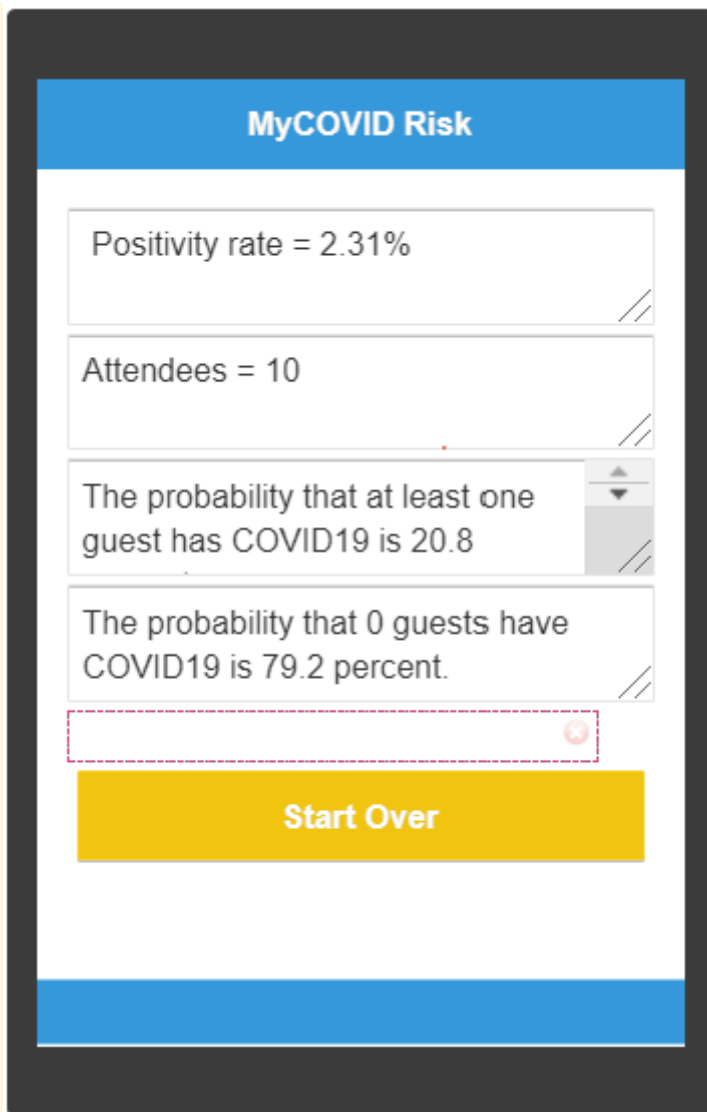 MyCOVID Risk
Positivity rate = 2.31%
Attendees = 10
The probability that at least one
guest has COVID19 is 20.8
The probability that 0 guests have
COVID19 is 79.2 percent.
Start Over